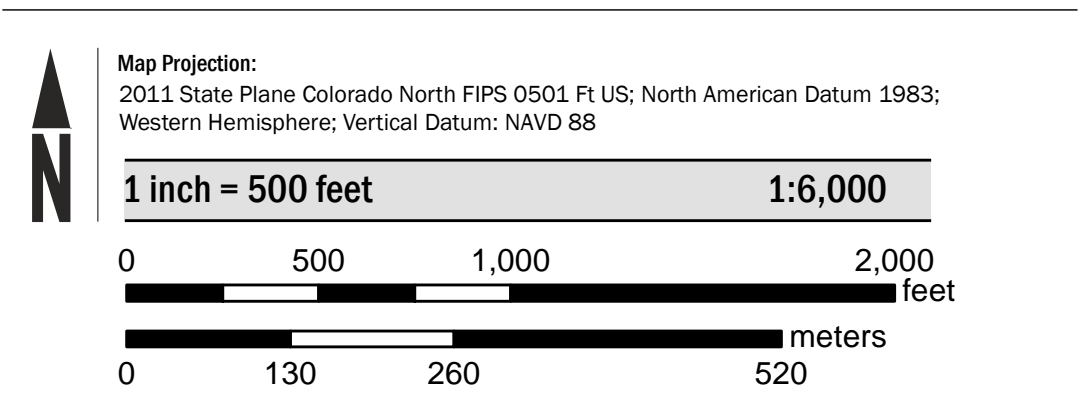 N
Map Projection:
2011 State Plane Colorado North FIPS 0501 Ft US; North American Datum 1983;
Western Hemisphere; Vertical Datum: NAVD 88
1 inch = 500 feet 1:6,000
0 500 1,000 2,000
feet
meters
0 130 260 520